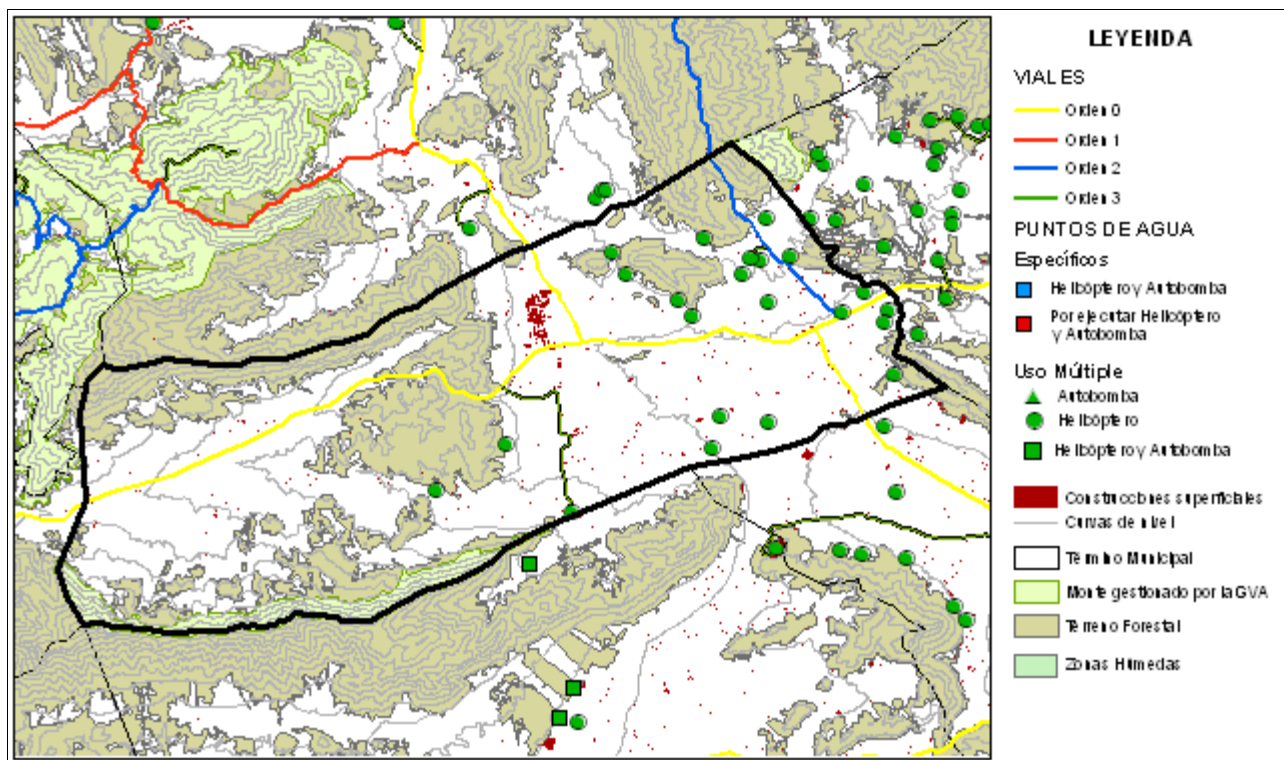 LEYENDA
VIALES
Orden 0
Orden 1
Orden 2
Orden 3
PUNTOS DE AGUA
Específicos
Helicóptero y Autobomba
Por ejecutar Helicóptero
y Autobomba
Uso Múltiple
Autobomba
Helicóptero
Helicóptero y Autobomba
Construcciones superficiales
Curvas de nivel
Término Municipal
Monte gestionado por la GVA
Terreno Forestal
Zonas Húmedas